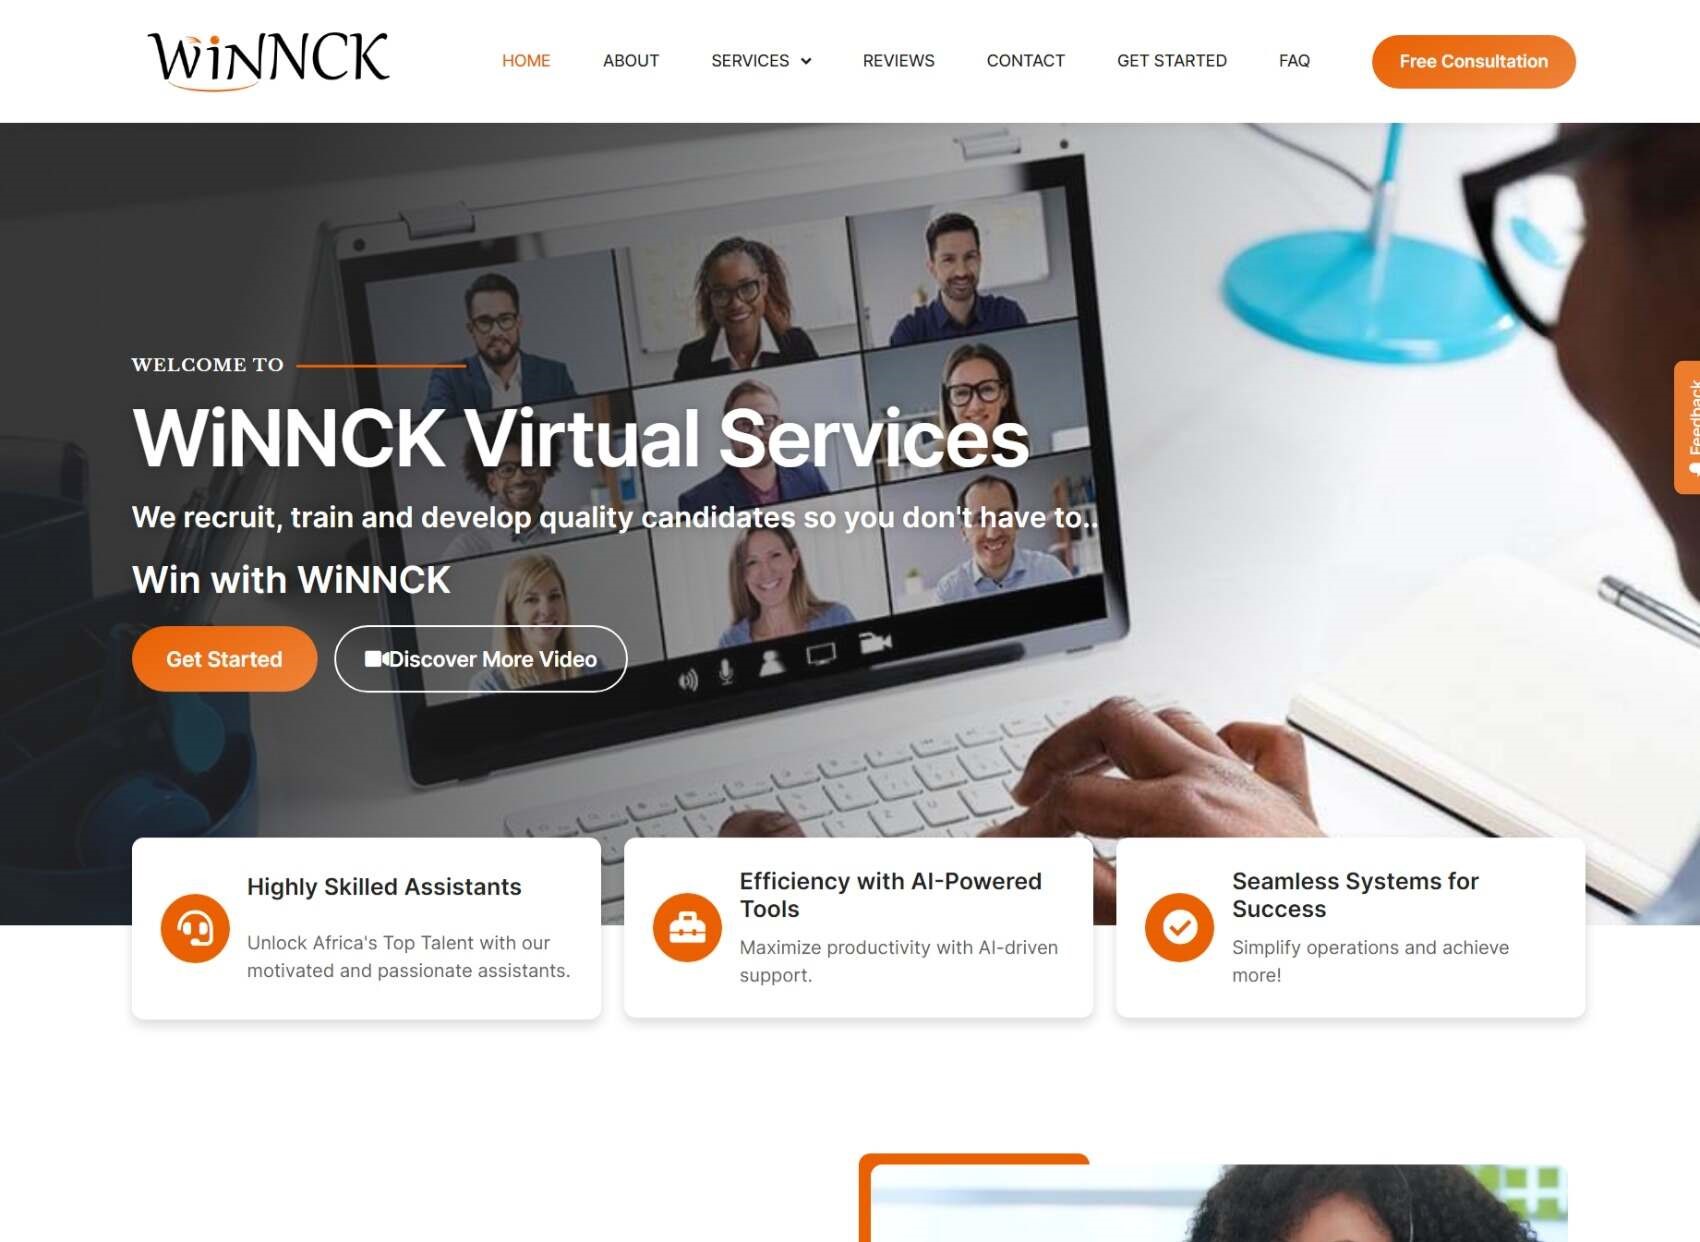 WiNNCK
HOME
ABOUT
SERVICES
REVIEWS
CONTACT
GET STARTED
FAQ
Free Consultation
WELCOME TO
WiNNCK Virtual Services
We recruit, train and develop quality candidates so you don't have to..
Win with WiNNCK
Get Started
Discover More Video
Feedback
Highly Skilled Assistants
Unlock Africa's Top Talent with our
motivated and passionate assistants.
Efficiency with AI-Powered
Tools
Maximize productivity with AI-driven
support.
Seamless Systems for
Success
Simplify operations and achieve
more!